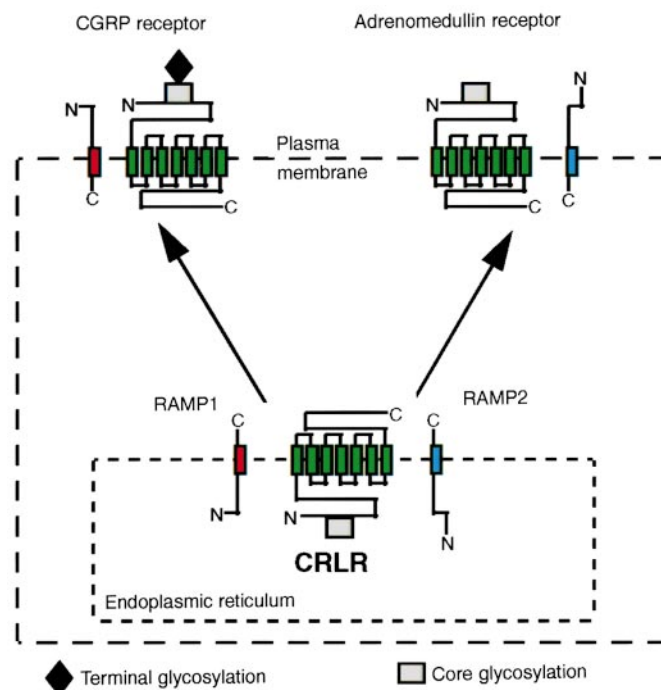 CGRP receptor
Adrenomedullin receptor
N
N
N
N
Plasma
membrane
C
C
C
C
RAMP1
RAMP2
C
C
C
N
N
N
CRLR
Endoplasmic reticulum
Terminal glycosylation
Core glycosylation